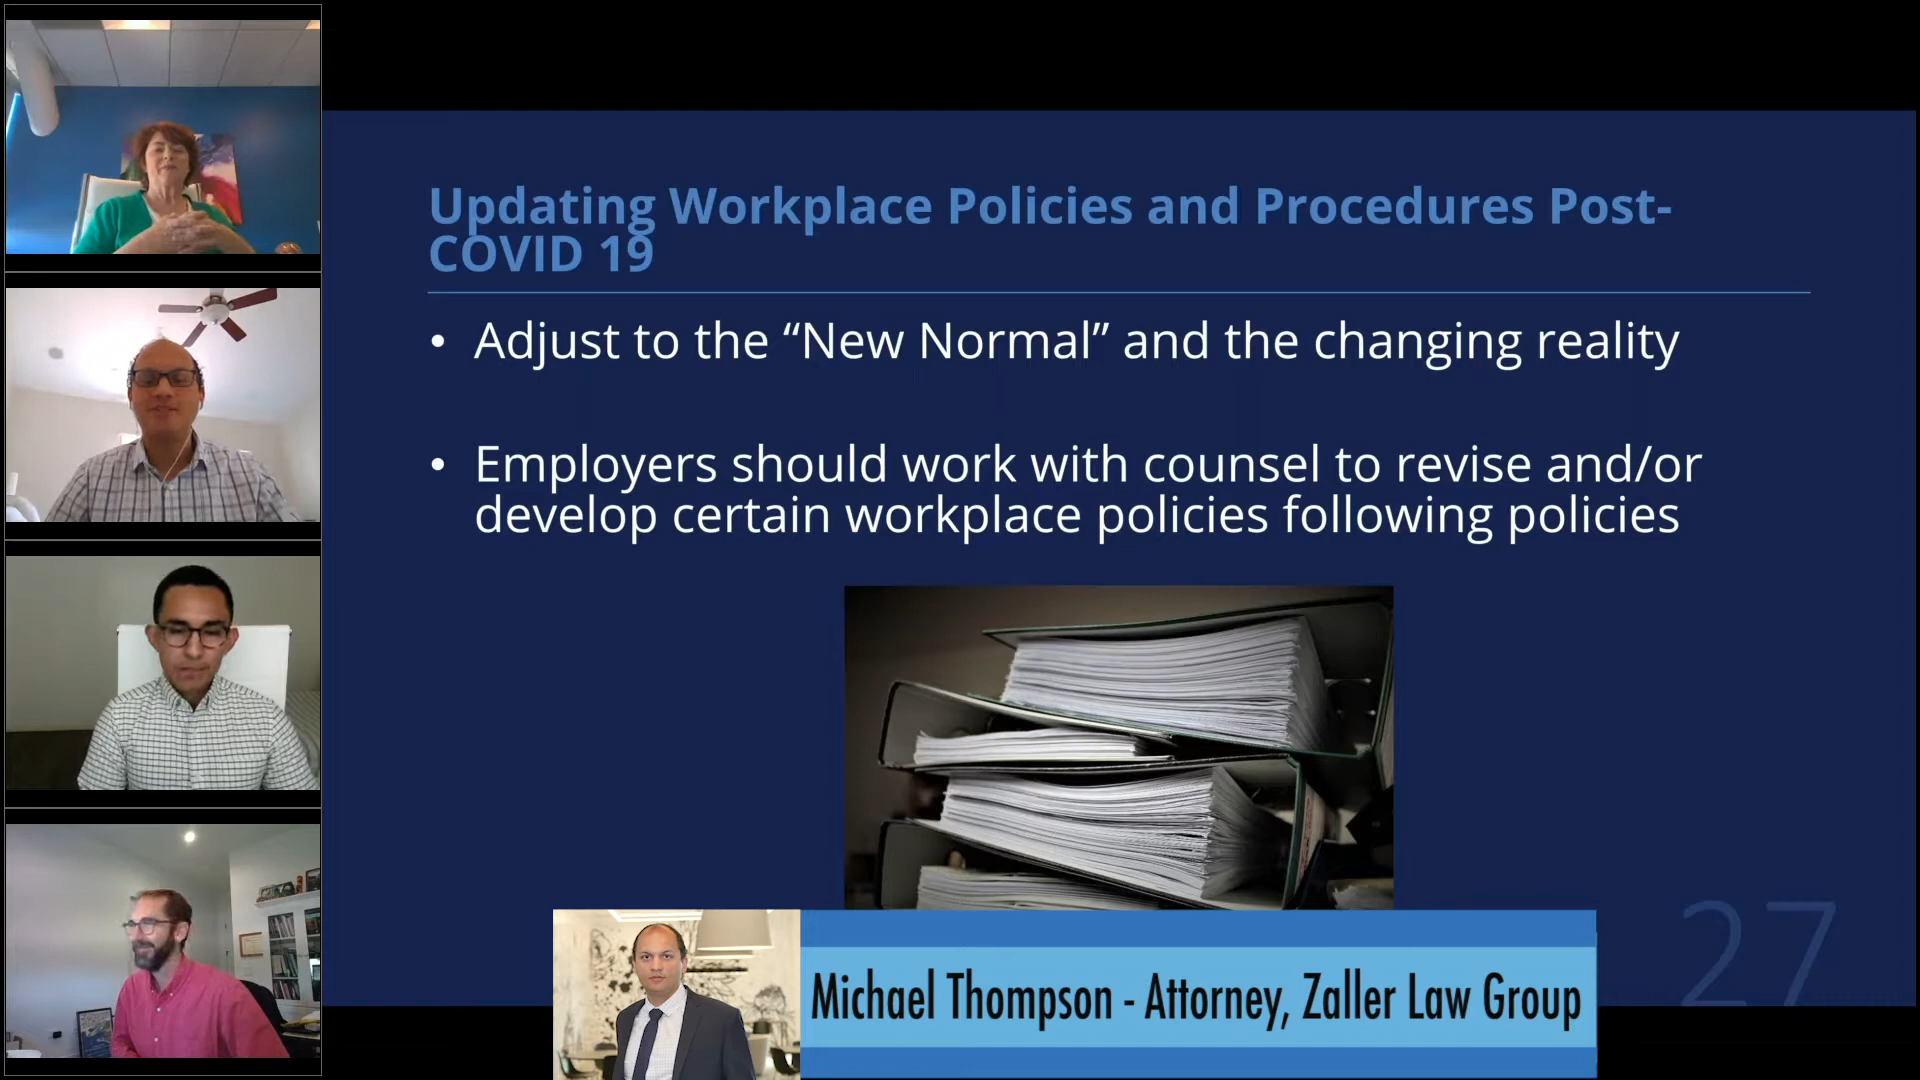 Updating Workplace Policies and Procedures Post-
COVID 19
• Adjust to the “New Normal” and the changing reality
• Employers should work with counsel to revise and/or
develop certain workplace policies following policies
27
Michael Thompson - Attorney, Zaller Law Group